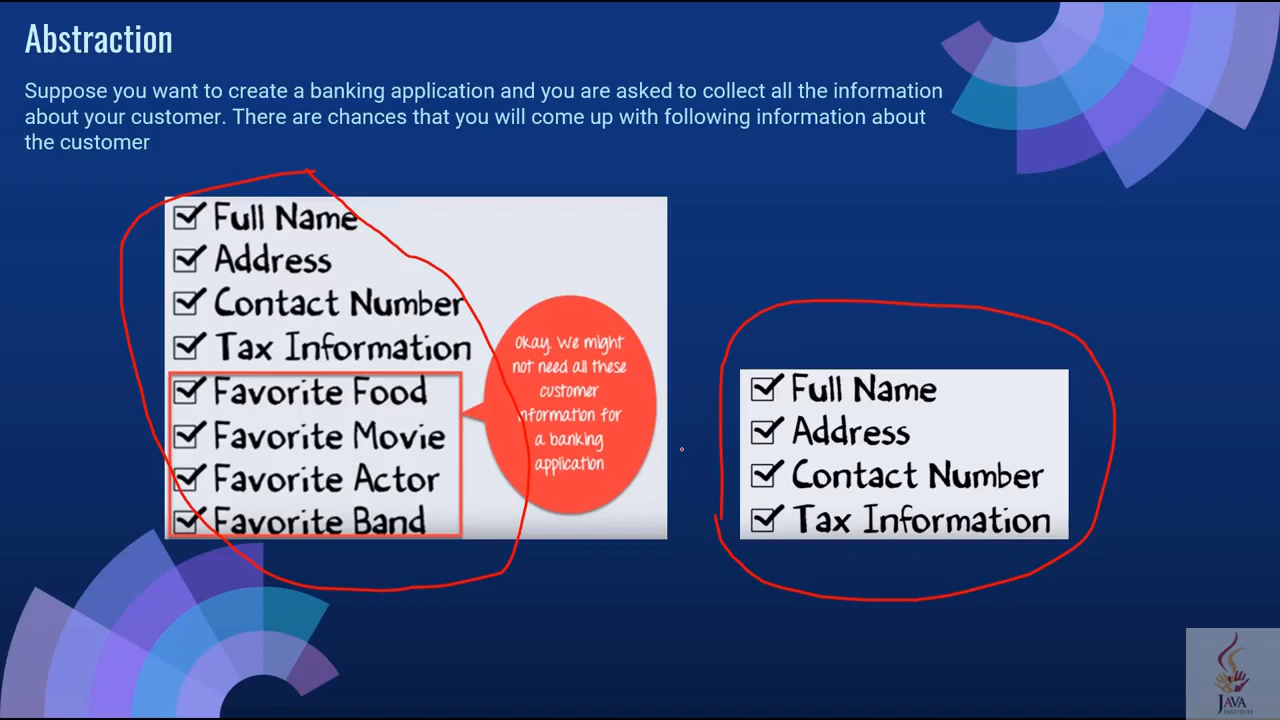 Abstraction
Suppose you want to create a banking application and you are asked to collect all the information
about your customer. There are chances that you will come up with following information about
the customer
Full Name
Address
Contact Number
Tax Information
Favorite Food
Favorite Movie
Favorite Actor
Favorite Band
Okay. We might
not need all these
customer
information for
a banking
application
Full Name
Address
Contact Number
Tax Information
JAVA
INSTITUTE